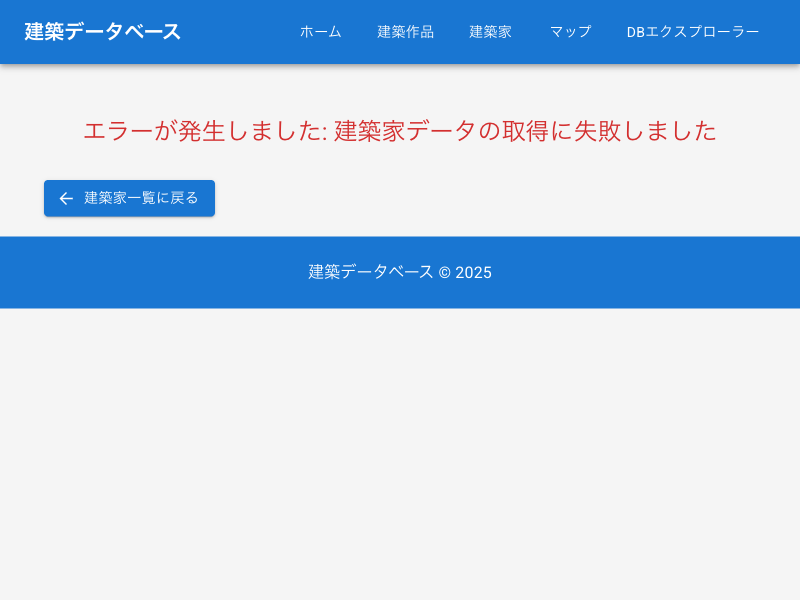 建築データベース
ホーム
建築作品
建築家
マップ
DBエクスプローラー
エラーが発生しました: 建築家データの取得に失敗しました
建築家一覧に戻る
建築データベース © 2025